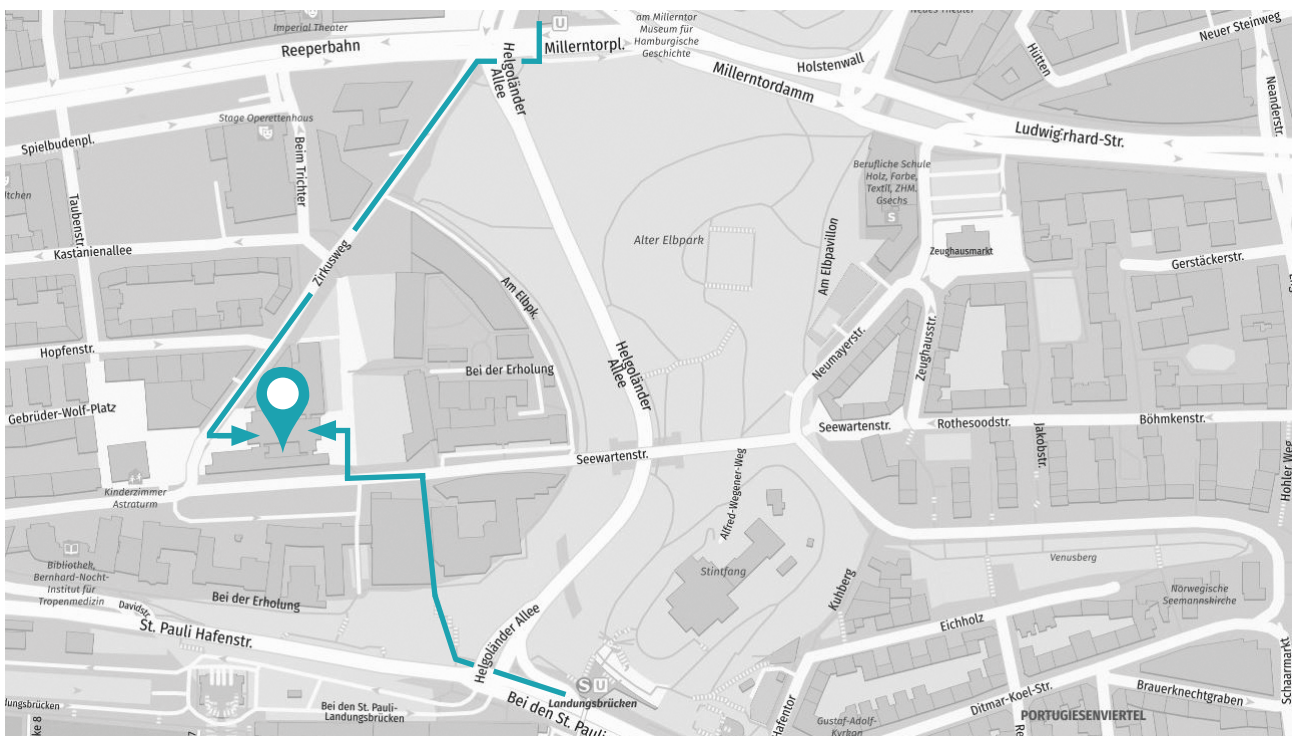 Imperial Theater
Reeperbahn
U
Millerntorpl.
am Millerntor
Museum für
Hamburgische
Geschichte
Neuer Steinweg
Hütten
Holstenwall
Millerntordamm
Neanderstr.
Helgoländer
Allee
Stage Operettenhaus
Spielbudenpl.
Beim Trichter
Ludwig
rhard-Str.
Berufliche Schule
Holz, Farbe,
Textil, ZHM.
Gsechs
S
Taubenstr.
Kastanienallee
Zirkusweg
Alter Elbpark
Am Elbpavillon
Zeughausmarkt
Gerstäckerstr.
Am Elbpk.
Hopfenstr.
Helgoländer
Allee
Neumayerstr.
Zeughausstr.
Bei der Erholung
Gebrüder-Wolf-Platz
Seewartenstr.
Seewartenstr.
Rothesoodstr.
Böhmkenstr.
Jakobstr.
Hohler Weg
Alfred-Wegener-Weg
Kinderzimmer
Astraturm
Venusberg
Bibliothek,
Bernhard-Nocht-
Institut für
Tropenmedizin
Stintfang
Kuhberg
Norwegische
Seemannskirche
Bei der Erholung
Davidstr.
St. Pauli Hafenstr.
Helgoländer Allee
Eichholz
Schaarmarkt
S U
Landungsbrücken
Bei den St. Pauli
Bei den St. Pauli-
Landungsbrücken
Hafentor
Ditmar-Koel-Str.
Brauerknechtgraben
PORTUGIESENVIERTEL
Gustaf-Adolf-
Kyrkan